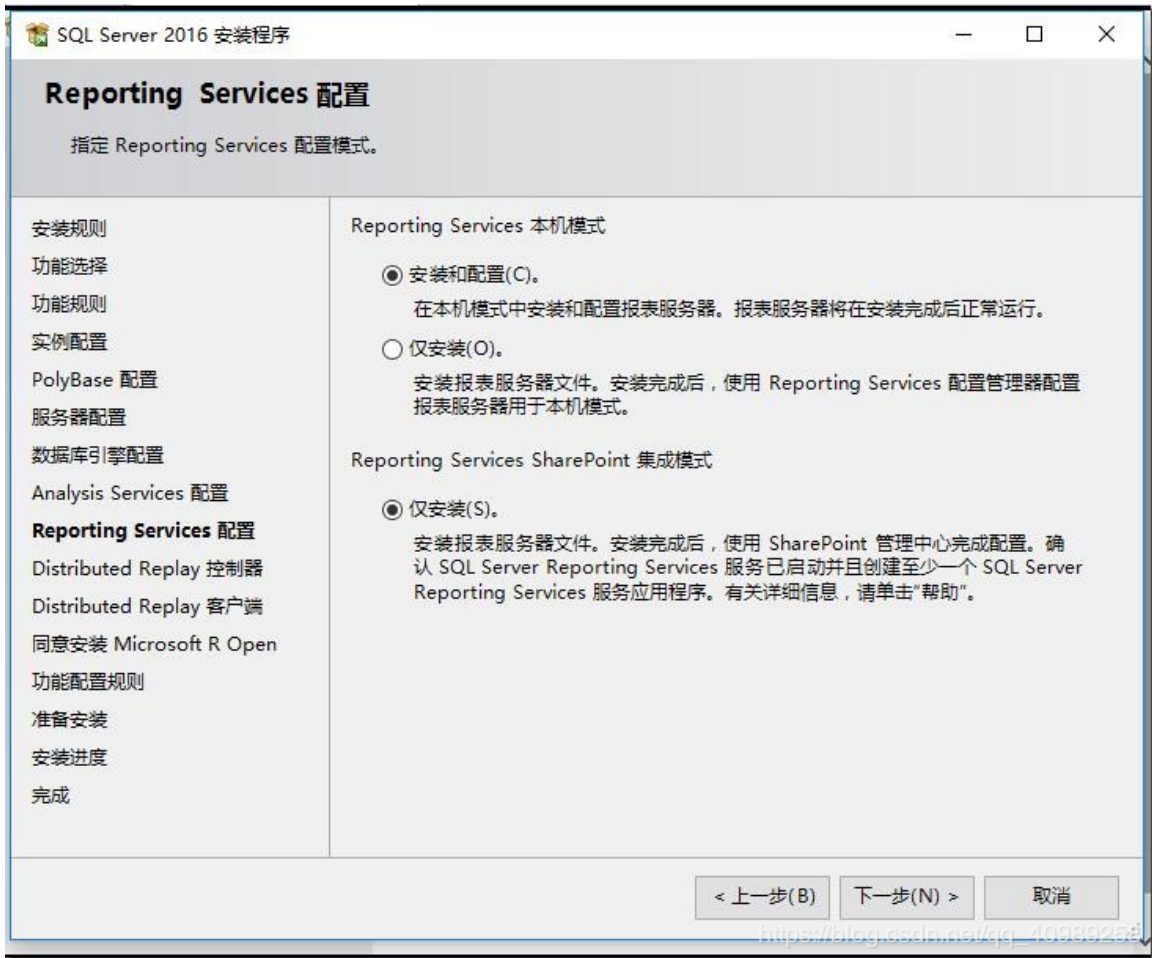 SQL Server 2016 安装程序
Reporting Services 配置
指定 Reporting Services 配置模式。
安装规则
功能选择
功能规则
实例配置
PolyBase 配置
服务器配置
数据库引擎配置
Analysis Services 配置
Reporting Services 配置
Distributed Replay 控制器
Distributed Replay 客户端
同意安装 Microsoft R Open
功能配置规则
准备安装
安装进度
完成
Reporting Services 本机模式
安装和配置(C)。
在本机模式中安装和配置报表服务器。报表服务器将在安装完成后正常运行。
仅安装(O)。
安装报表服务器文件。安装完成后，使用 Reporting Services 配置管理器配置
报表服务器用于本机模式。
Reporting Services SharePoint 集成模式
仅安装(S)。
安装报表服务器文件。安装完成后，使用 SharePoint 管理中心完成配置。确
认 SQL Server Reporting Services 服务已启动并且创建至少一个 SQL Server
Reporting Services 服务应用程序。有关详细信息，请单击"帮助"。
< 上一步(B)
下一步(N) >
取消